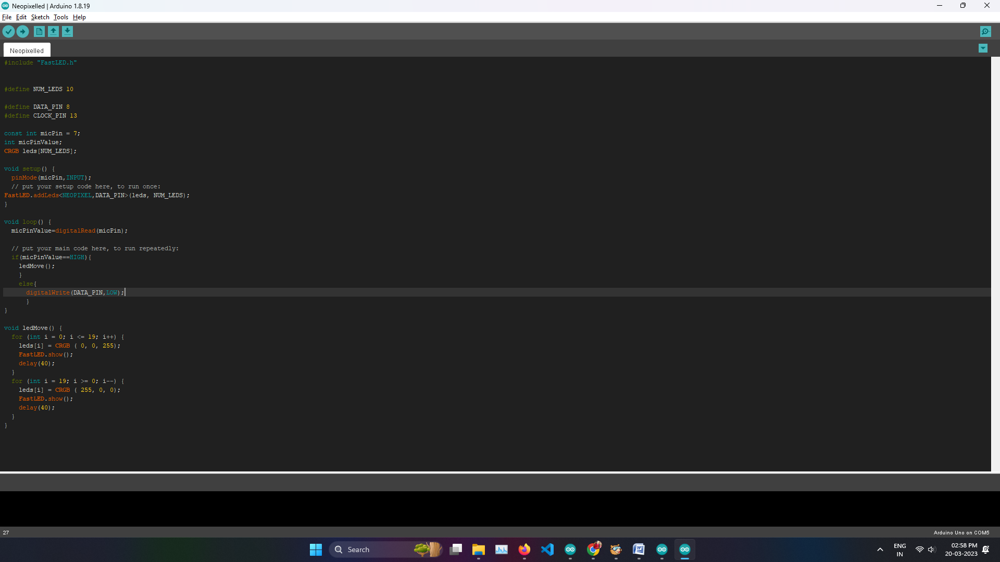 Neopixelled | Arduino 1.8.19
File Edit Sketch Tools Help
Neopixelled
#include "FastLED.h"
#define NUM_LEDS 10
#define DATA_PIN 8
#define CLOCK_PIN 13
const int micPin = 7;
int micPinValue;
CRGB leds[NUM_LEDS];
void setup() {
pinMode(micPin,INPUT);
// put your setup code here, to run once:
FastLED.addLeds<NEOPIXEL,DATA_PIN>(leds, NUM_LEDS);
}
void loop() {
micPinValue=digitalRead(micPin);
// put your main code here, to run repeatedly:
if(micPinValue==HIGH){
ledMove();
}
else{
digitalWrite(DATA_PIN,LOW);
}
}
void ledMove() {
for (int i = 0; i <= 19; i++) {
leds[i] = CRGB ( 0, 0, 255);
FastLED.show();
delay(40);
}
for (int i = 19; i >= 0; i--) {
leds[i] = CRGB ( 255, 0, 0);
FastLED.show();
delay(40);
}
}
27
Arduino Uno on COM5
Search
ENG
IN
02:58 PM
20-03-2023